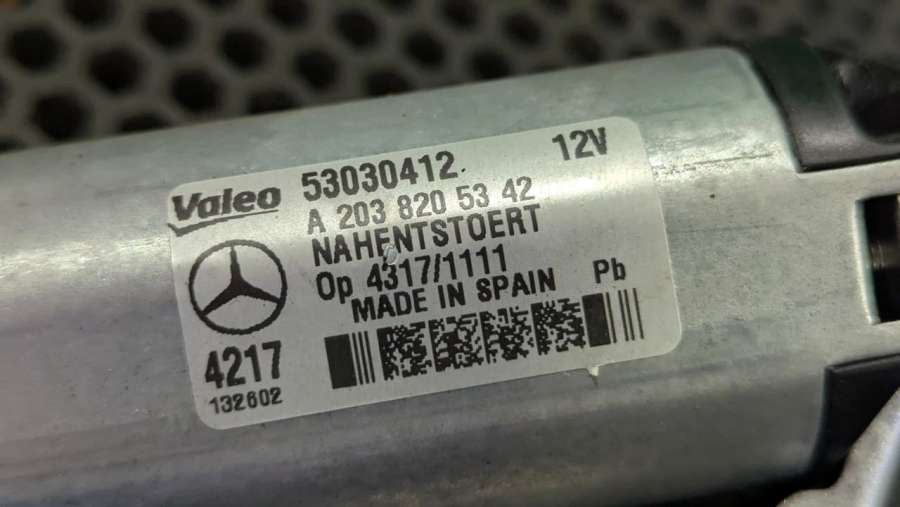 Valeo 53030412 12V
A 203 820 53 42
NAHENTSTOERT
Op 4317/1111
MADE IN SPAIN Pb
4217
132602